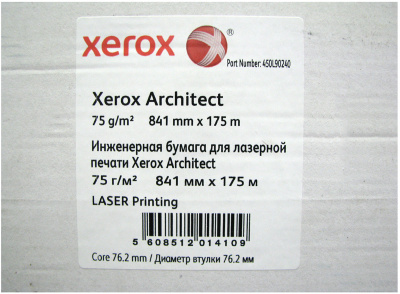 xerox
Part Number: 450L90240
Xerox Architect
75 g/m² 841 mm x 175 m
Инженерная бумага для лазерной
печати Xerox Architect
75 г/м² 841 мм x 175 м
LASER Printing
5 608512 014109
Core 76.2 mm / Диаметр втулки 76.2 мм